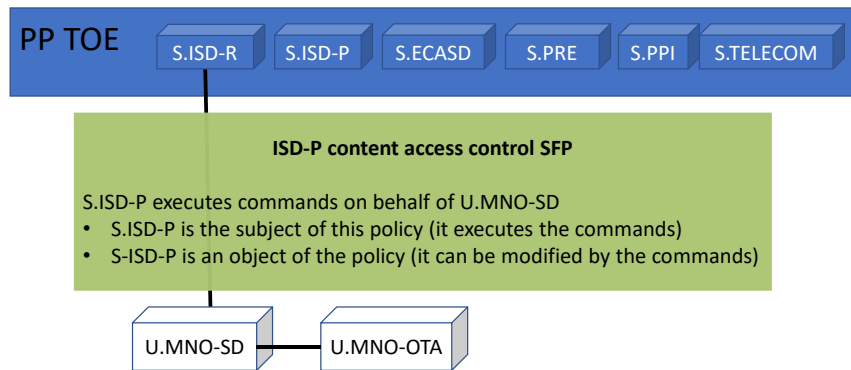 PP TOE
S.ISD-R S.ISD-P S.ECASD S.PRE S.PPI S.TELECOM
ISD-P content access control SFP
S.ISD-P executes commands on behalf of U.MNO-SD
• S.ISD-P is the subject of this policy (it executes the commands)
• S-ISD-P is an object of the policy (it can be modified by the commands)
U.MNO-SD U.MNO-OTA